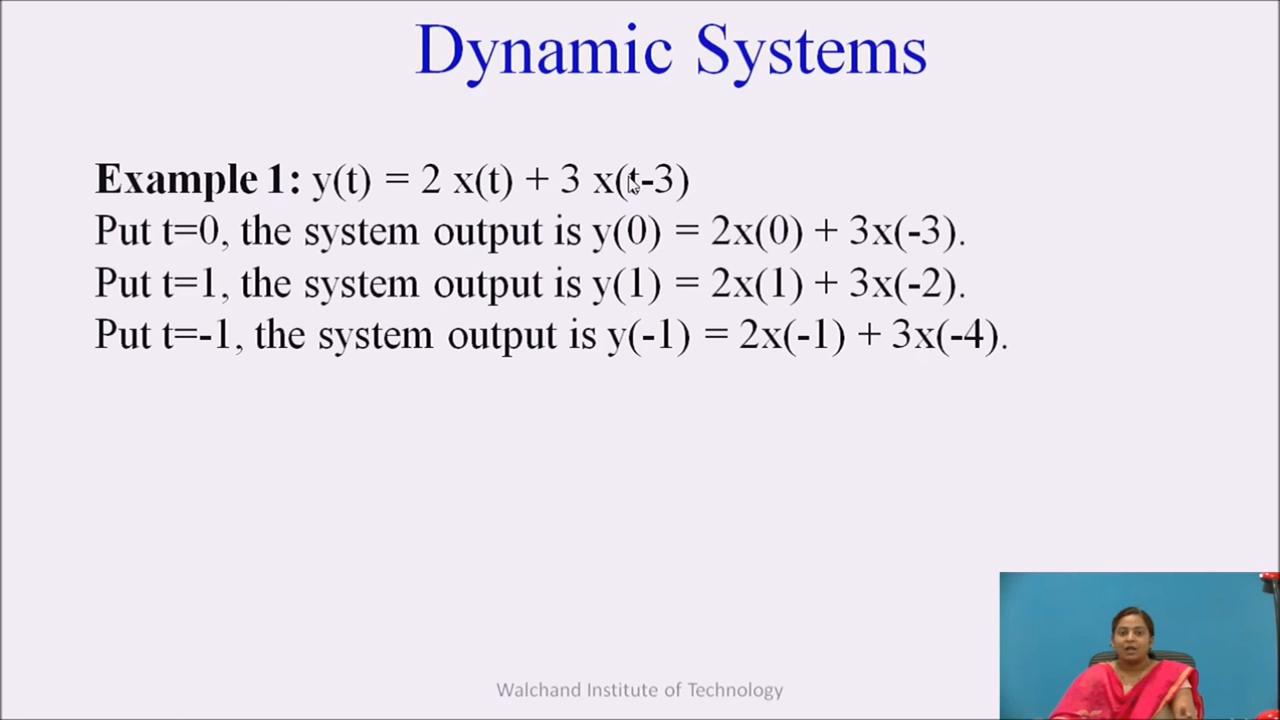 Dynamic Systems
Example 1: y(t) = 2 x(t) + 3 x(t-3)
Put t=0, the system output is y(0) = 2x(0) + 3x(-3).
Put t=1, the system output is y(1) = 2x(1) + 3x(-2).
Put t=-1, the system output is y(-1) = 2x(-1) + 3x(-4).
Walchand Institute of Technology